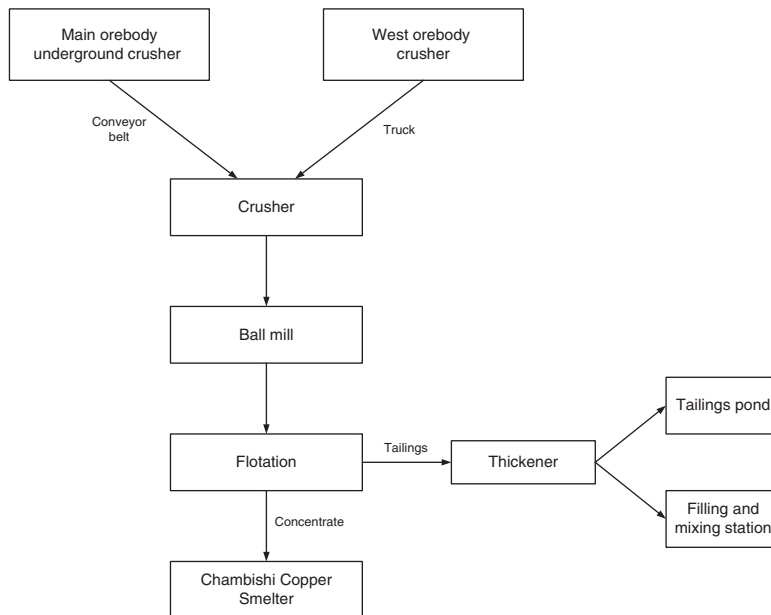 Main orebody
underground crusher
West orebody
crusher
Conveyor
belt
Truck
Crusher
Ball mill
Flotation
Tailings
Thickener
Tailings pond
Filling and
mixing station
Concentrate
Chambishi Copper
Smelter